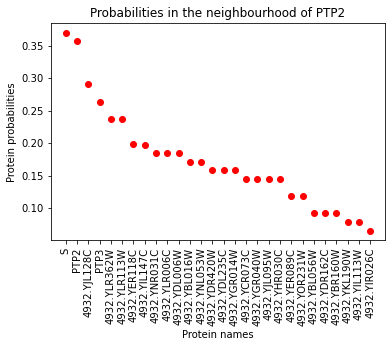 Probabilities in the neighbourhood of PTP2
Protein probabilities
0.35
0.30
0.25
0.20
0.15
0.10
S
PTP2
4932.YJL128C
PTP3
4932.YLR362W
4932.YLR113W
4932.YER118C
4932.YIL147C
4932.YNR031C
4932.YLR006C
4932.YDL006W
4932.YBL016W
4932.YNL053W
4932.YDR420W
4932.YDL235C
4932.YGR014W
4932.YCR073C
4932.YGR040W
4932.YJL095W
4932.YHR030C
4932.YER089C
4932.YOR231W
4932.YBL056W
4932.YDR162C
4932.YBR160W
4932.YKL190W
4932.YIL113W
4932.YIR026C
Protein names